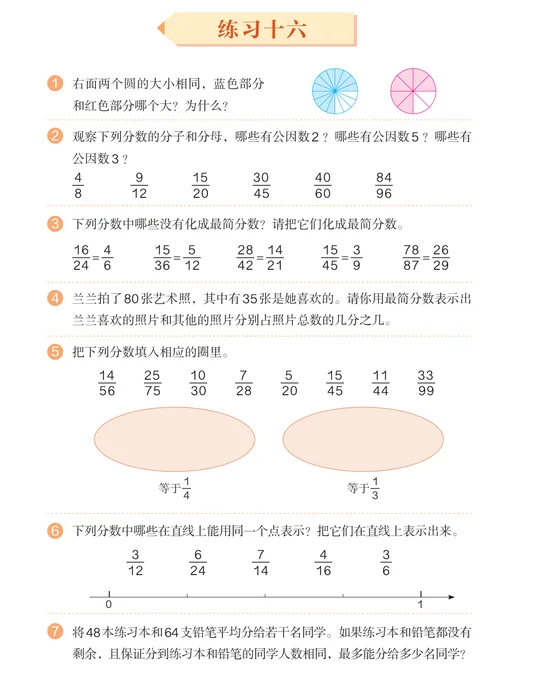 练习十六
1 右面两个圆的大小相同，蓝色部分
和红色部分哪个大？为什么？
2 观察下列分数的分子和分母，哪些有公因数2？哪些有公因数5？哪些有
公因数3？
4/8 9/12 15/20 30/45 40/60 84/96
3 下列分数中哪些没有化成最简分数？请把它们化成最简分数。
16/24=4/6 15/36=5/12 28/42=14/21 15/45=3/9 78/87=26/29
4 兰兰拍了80张艺术照，其中有35张是她喜欢的。请你用最简分数表示出
兰兰喜欢的照片和其他的照片分别占照片总数的几分之几。
5 把下列分数填入相应的圈里。
14/56 25/75 10/30 7/28 5/20 15/45 11/44 33/99
等于1/4 等于1/3
6 下列分数中哪些在直线上能用同一个点表示？把它们在直线上表示出来。
3/12 6/24 7/14 4/16 3/6
0 1
7 将48本练习本和64支铅笔平均分给若干名同学。如果练习本和铅笔都没有
剩余，且保证分到练习本和铅笔的同学人数相同，最多能分给多少名同学？